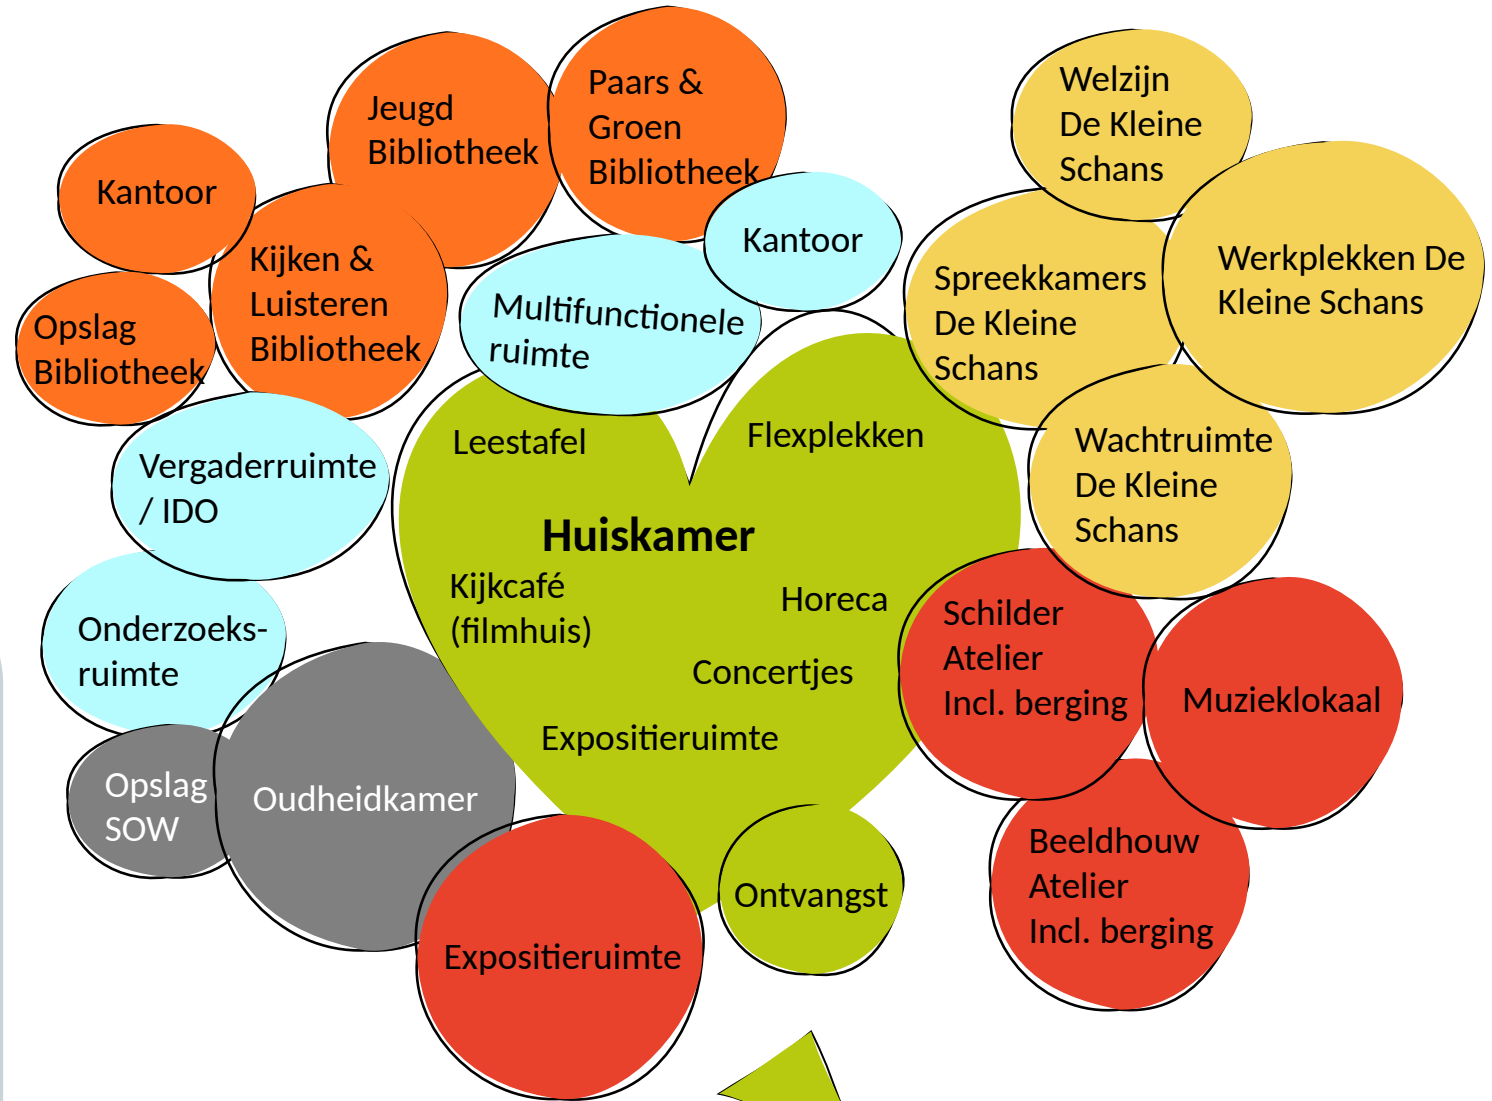 Jeugd
Bibliotheek
Paars &
Groen
Bibliotheek
Welzijn
De Kleine
Schans
Kantoor
Kijken &
Luisteren
Bibliotheek
Kantoor
Spreekkamers
De Kleine
Schans
Werkplekken De
Kleine Schans
Opslag
Bibliotheek
Multifunctionele
ruimte
Vergaderruimte
/ IDO
Leestafel
Flexplekken
Wachtruimte
De Kleine
Schans
Huiskamer
Kijkcafé
(filmhuis)
Horeca
Concertjes
Expositieruimte
Schilder
Atelier
Incl. berging
Muzieklokaal
Onderzoeks-
ruimte
Opslag
SOW
Oudheidkamer
Beeldhouw
Atelier
Incl. berging
Ontvangst
Expositieruimte